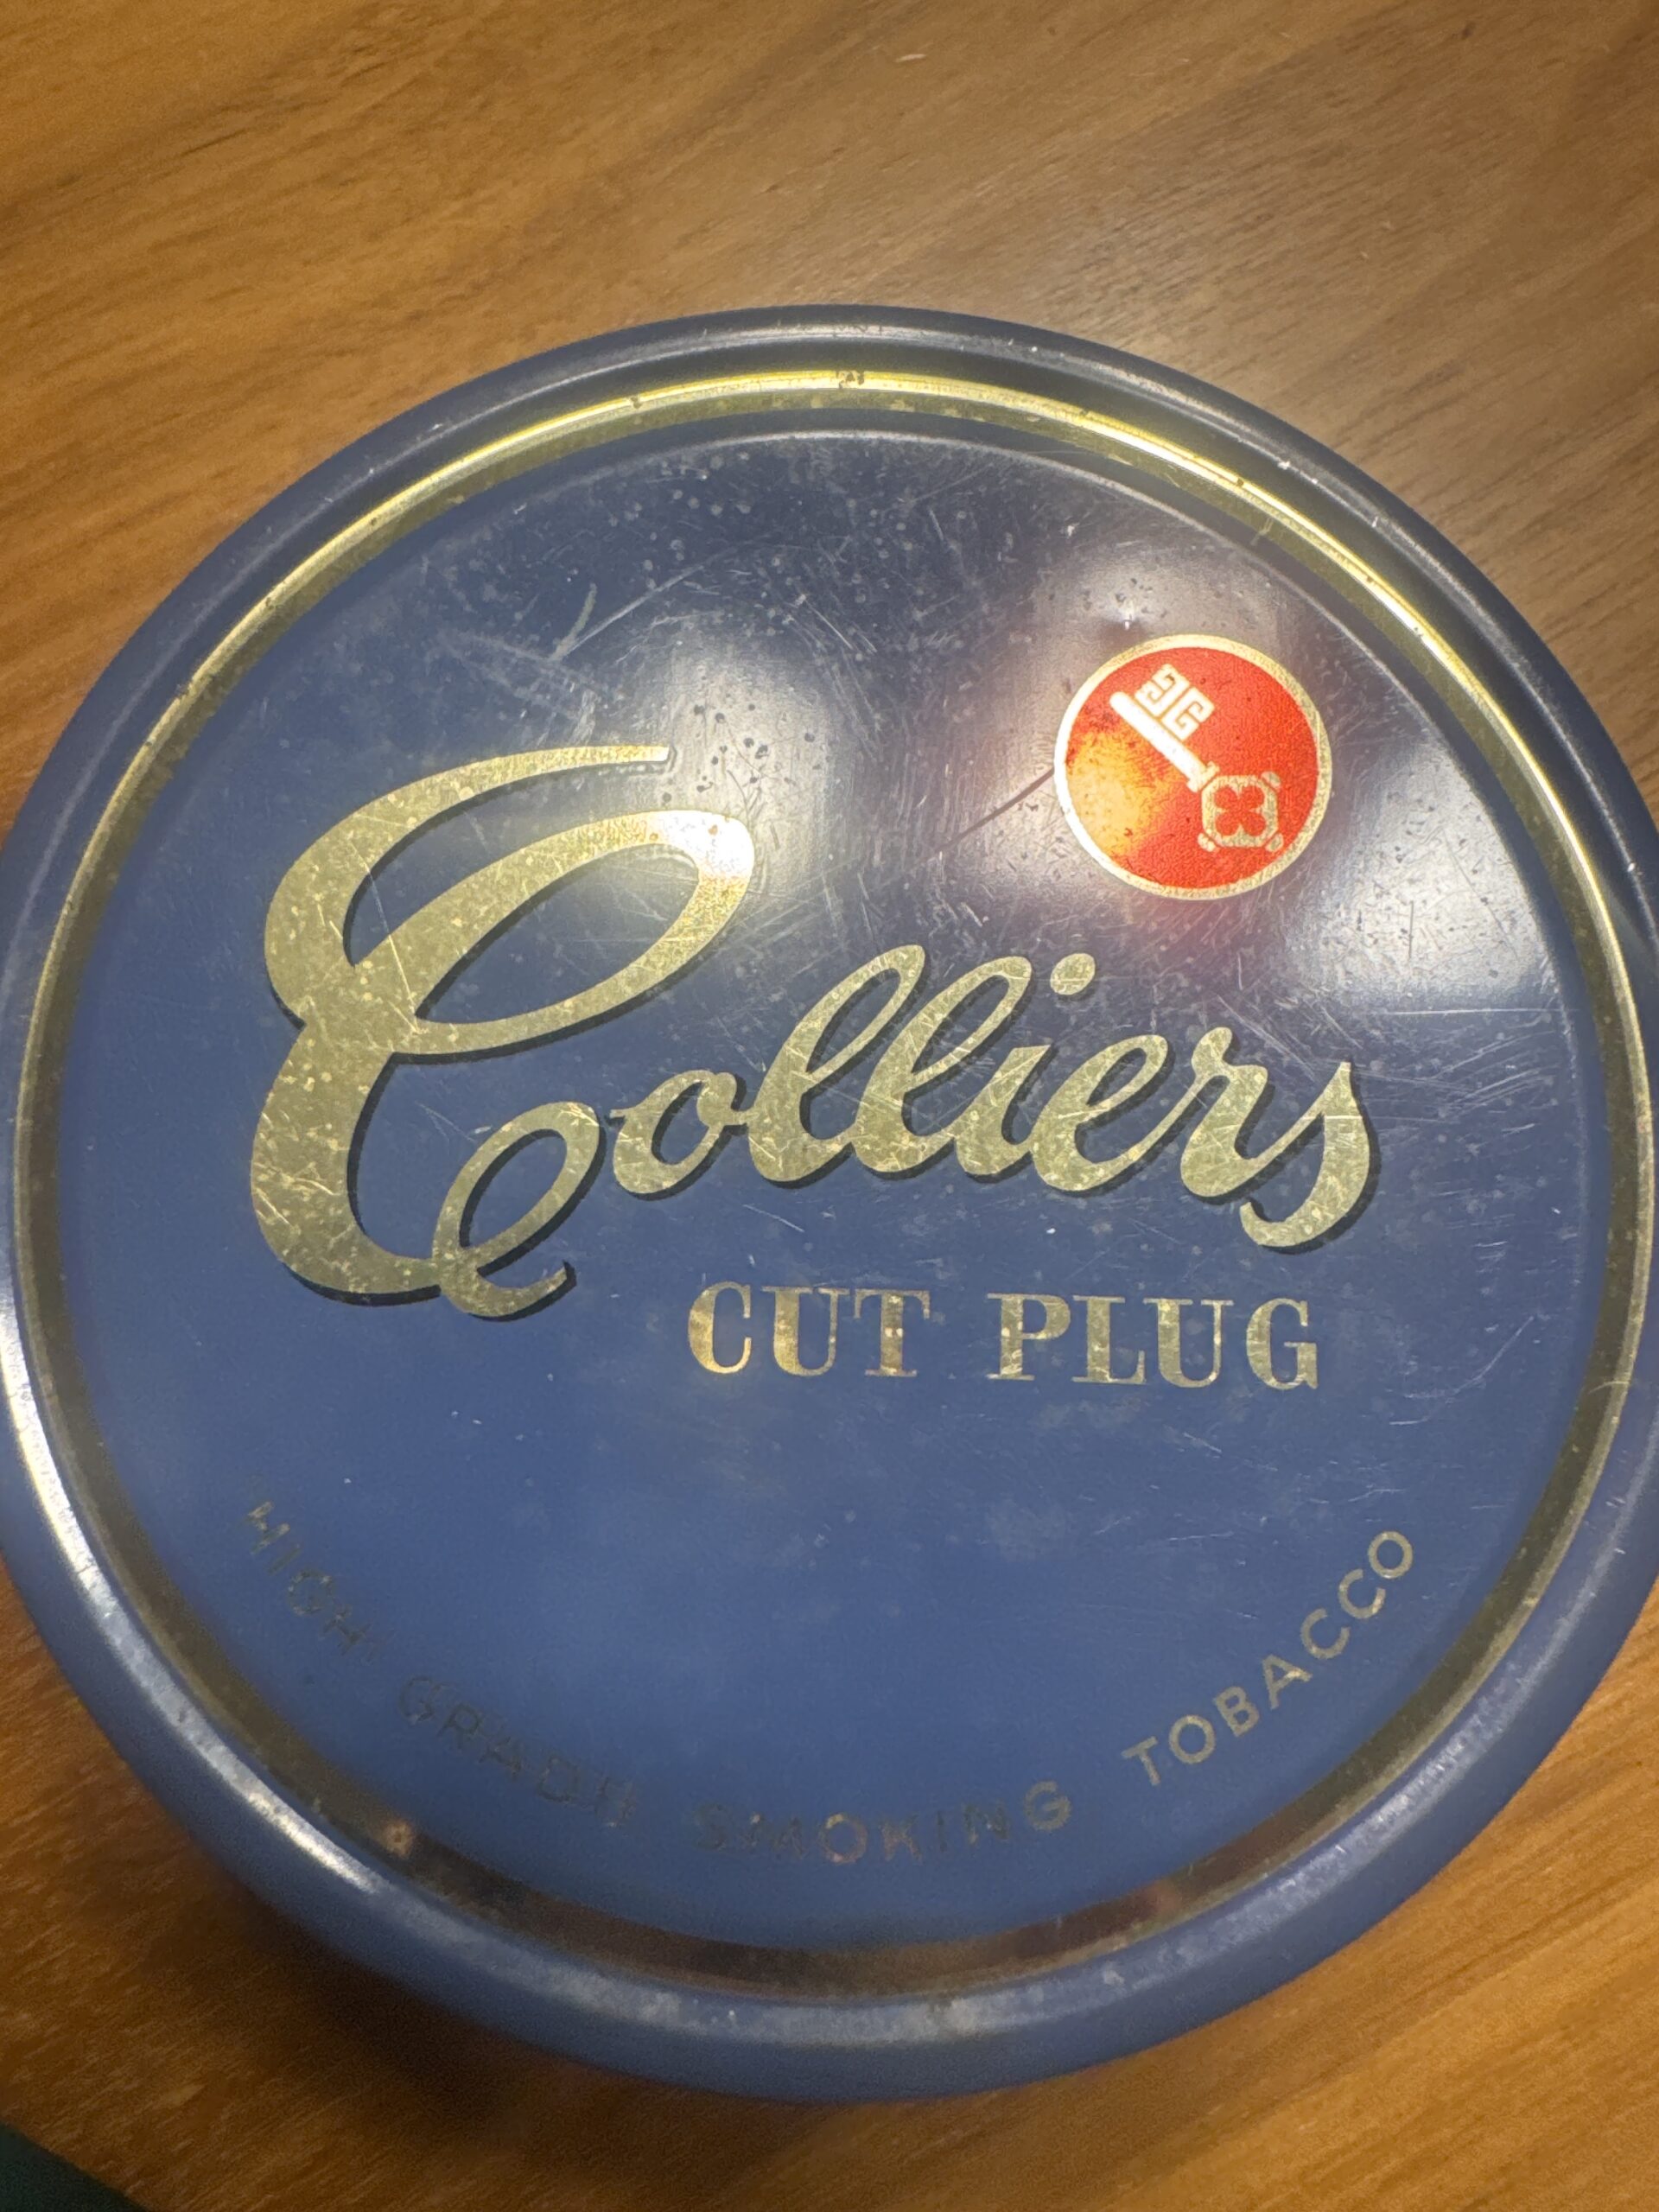 Colliers
CUT PLUG
HIGH GRADE SMOKING TOBACCO